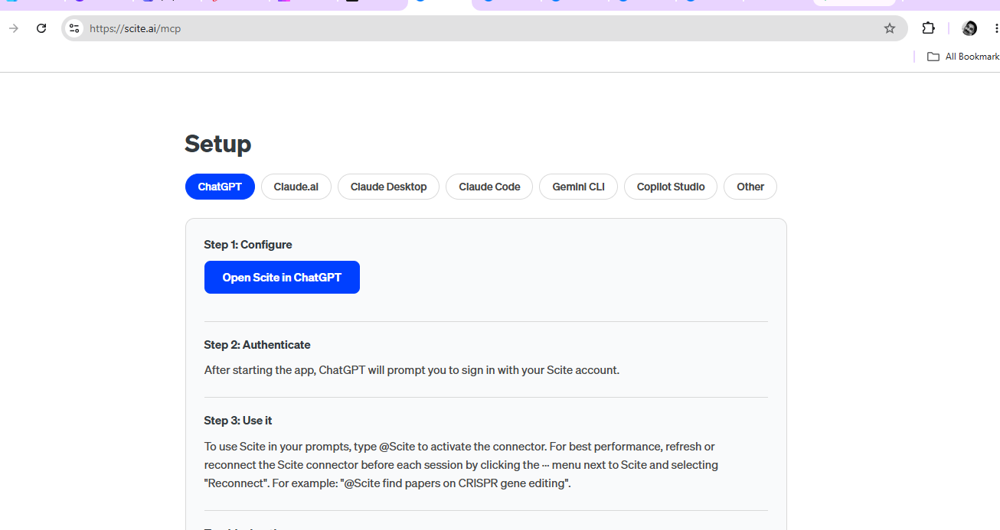 https://scite.ai/mcp
All Bookmark
Setup
ChatGPT
Claude.ai
Claude Desktop
Claude Code
Gemini CLI
Copilot Studio
Other
Step 1: Configure
Open Scite in ChatGPT
Step 2: Authenticate
After starting the app, ChatGPT will prompt you to sign in with your Scite account.
Step 3: Use it
To use Scite in your prompts, type @Scite to activate the connector. For best performance, refresh or
reconnect the Scite connector before each session by clicking the ··· menu next to Scite and selecting
"Reconnect". For example: "@Scite find papers on CRISPR gene editing".